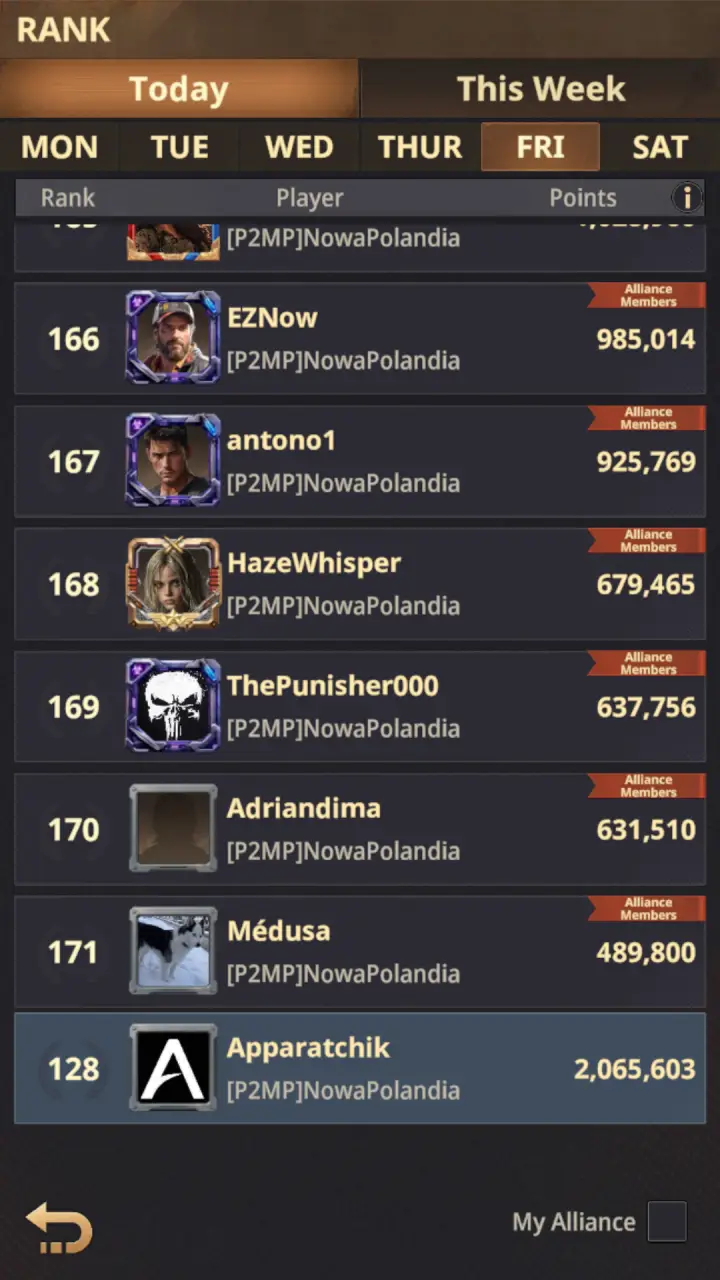 RANK
Today
This Week
MON TUE WED THUR FRI SAT
Rank Player Points
[P2MP]NowaPolandia
Alliance Members
166 EZNow 985,014
[P2MP]NowaPolandia
Alliance Members
167 antono1 925,769
[P2MP]NowaPolandia
Alliance Members
168 HazeWhisper 679,465
[P2MP]NowaPolandia
Alliance Members
169 ThePunisher000 637,756
[P2MP]NowaPolandia
Alliance Members
170 Adriandima 631,510
[P2MP]NowaPolandia
Alliance Members
171 Médusa 489,800
[P2MP]NowaPolandia
128 Apparatchik 2,065,603
[P2MP]NowaPolandia
My Alliance